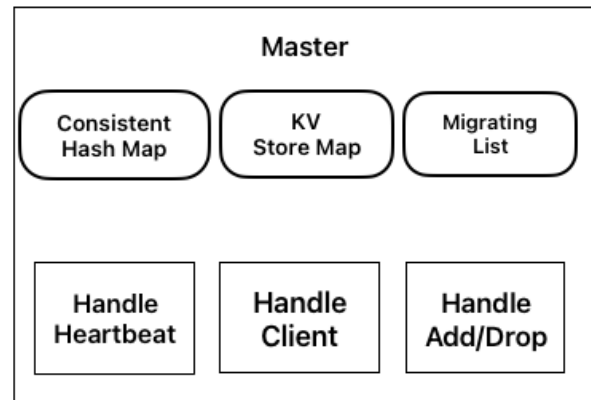 Master
Consistent
Hash Map
KV
Store Map
Migrating
List
Handle
Heartbeat
Handle
Client
Handle
Add/Drop